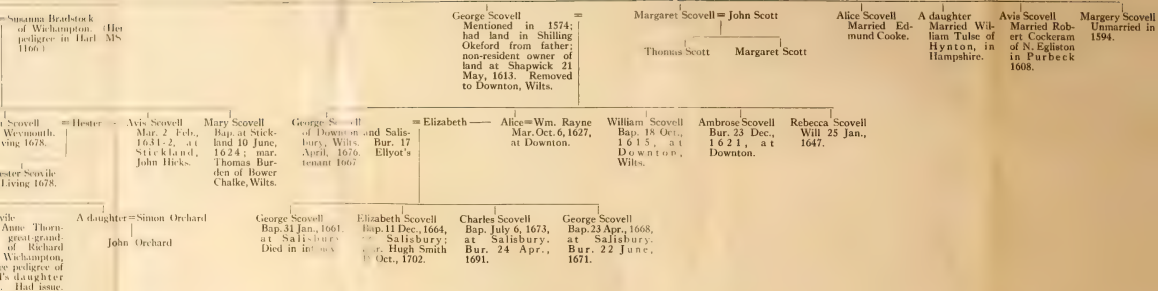 = Susanna Bradstock
of Wichampton. (Her
pedigree in Harl MS
1166)
George Scovell =
Mentioned in 1574;
had land in Shilling
Okeford from father;
non-resident owner of
land at Shapwick 21
May, 1613. Removed
to Downton, Wilts.
Margaret Scovell = John Scott
Thomas Scott Margaret Scott
Alice Scovell
Married Ed-
mund Cooke.
A daughter
Married Wil-
liam Tulse of
Hynton, in
Hampshire.
Avis Scovell
Married Rob-
ert Cockeram
of N. Egliston
in Purbeck
1608.
Margery Scovell
Unmarried in
1594.
Scovell = Hester
Weymouth.
ving 1678.
ester Scovile
Living 1678.
Avis Scovell
Mar. 2 Feb.,
1631-2, at
Stickland,
John Hicks.
Mary Scovell
Bap. at Stick-
land 10 June,
1624; mar.
Thomas Bur-
den of Bower
Chalke, Wilts.
George Scovell = Elizabeth
of Downton and Salis-
bury, Wilts. Bur. 17
April, 1676. Ellyot's
tenant 1667
Alice = Wm. Rayne
Mar. Oct. 6, 1627,
at Downton.
William Scovell
Bap. 18 Oct.,
1615, at
Downton,
Wilts.
Ambrose Scovell
Bur. 23 Dec.,
1621, at
Downton.
Rebecca Scovell
Will 25 Jan.,
1647.
vile
Anne Thorn-
great-grand-
of Richard
Wichampton,
ee pedigree of
l's daughter
. Had issue.
A daughter = Simon Orchard
John Orchard
George Scovell
Bap. 31 Jan., 1661.
at Salisbury
Died in
Elizabeth Scovell
Bap. 11 Dec., 1664,
Salisbury;
Hugh Smith
Oct., 1702.
Charles Scovell
Bap. July 6, 1673,
at Salisbury.
Bur. 24 Apr.,
1691.
George Scovell
Bap. 23 Apr., 1668,
at Salisbury.
Bur. 22 June,
1671.